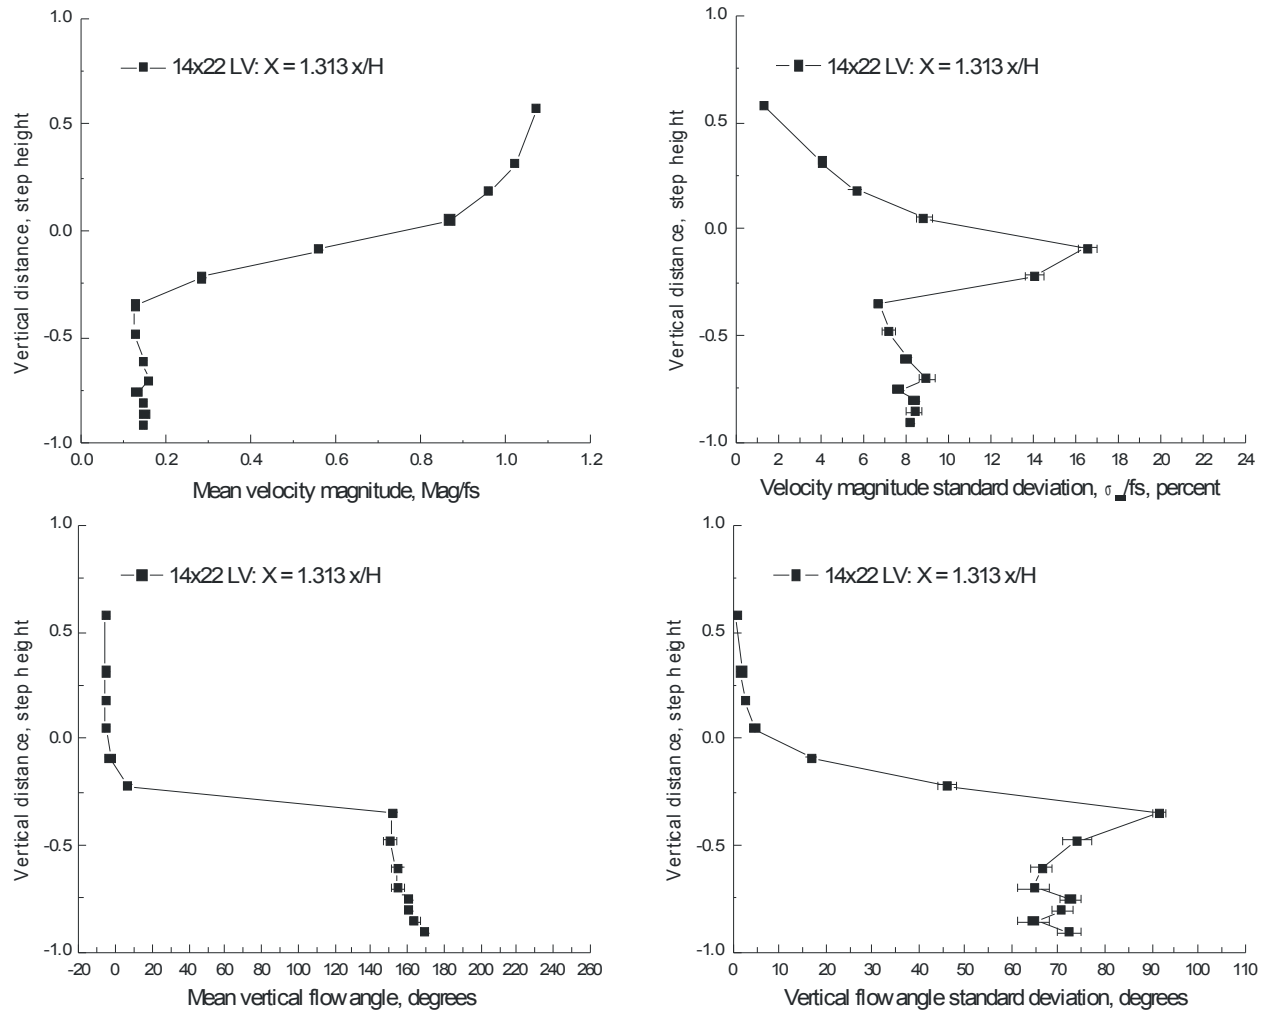 1.0
14x22 LV: X = 1.313 x/H
0.5
0.0
-0.5
-1.0
Vertical distance, step height
0.0 0.2 0.4 0.6 0.8 1.0 1.2
Mean velocity magnitude, Mag/fs
1.0
14x22 LV: X = 1.313 x/H
0.5
0.0
-0.5
-1.0
Vertical distance, step height
0 2 4 6 8 10 12 14 16 18 20 22 24
Velocity magnitude standard deviation, σ /fs, percent
1.0
14x22 LV: X = 1.313 x/H
0.5
0.0
-0.5
-1.0
Vertical distance, step height
-20 0 20 40 60 80 100 120 140 160 180 200 220 240 260
Mean vertical flow angle, degrees
1.0
14x22 LV: X = 1.313 x/H
0.5
0.0
-0.5
-1.0
Vertical distance, step height
0 10 20 30 40 50 60 70 80 90 100 110
Vertical flow angle standard deviation, degrees